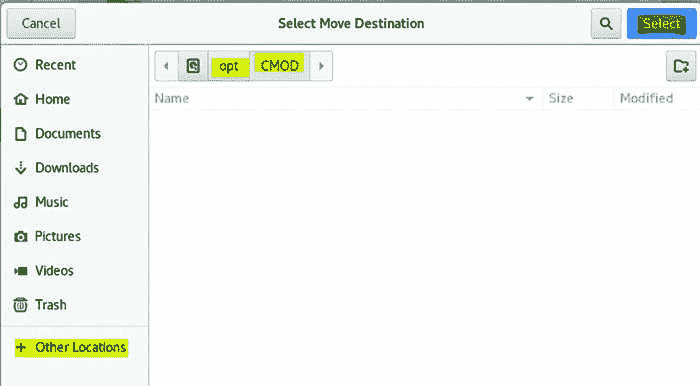 Cancel Select Move Destination Select
Recent opt CMOD
Name Size Modified
Home
Documents
Downloads
Music
Pictures
Videos
Trash
+ Other Locations